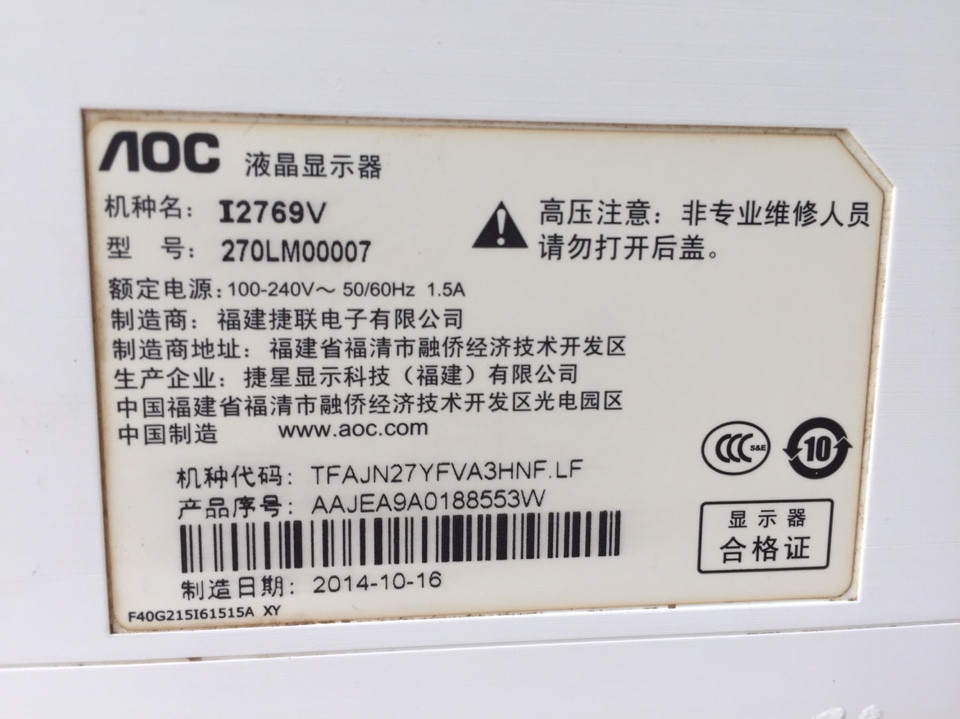 AOC 液晶显示器
机种名: I2769V
型 号: 270LM00007
高压注意: 非专业维修人员
请勿打开后盖。
额定电源: 100-240V～ 50/60Hz 1.5A
制造商: 福建捷联电子有限公司
制造商地址: 福建省福清市融侨经济技术开发区
生产企业: 捷星显示科技（福建）有限公司
中国福建省福清市融侨经济技术开发区光电园区
中国制造 www.aoc.com
CCC S&E
10
机种代码: TFAJN27YFVA3HNF.LF
产品序号: AAJEA9A0188553W
显示器
合格证
制造日期: 2014-10-16
F40G215I61515A XY